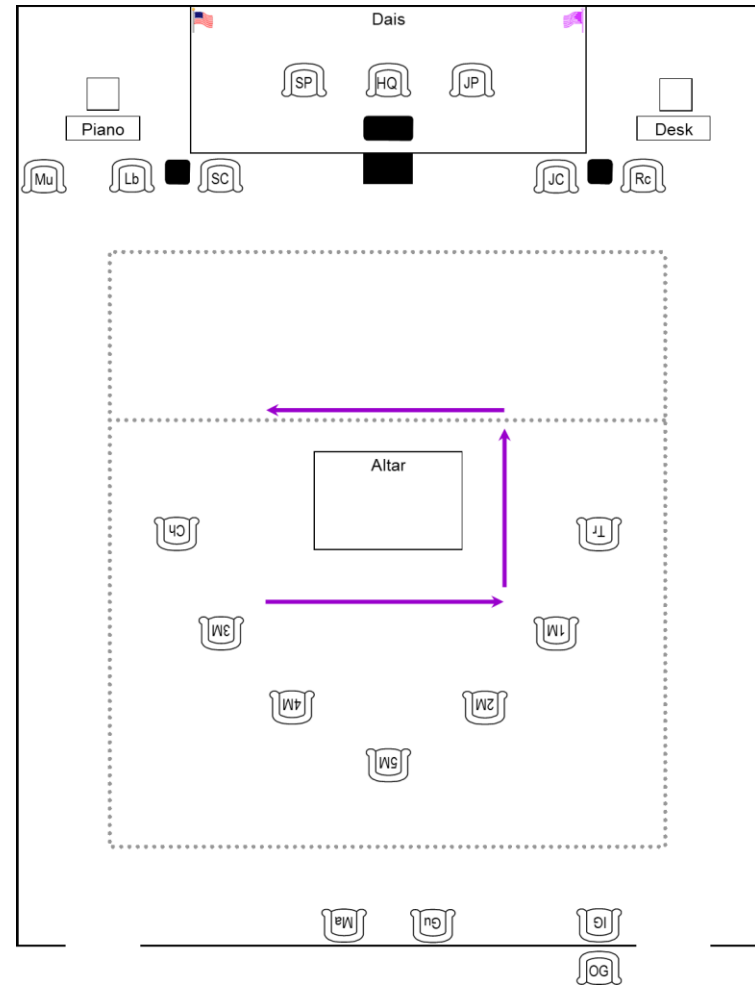 Dais
SP HQ JP
Piano
Desk
Mu Lb SC JC Rc
Altar
Ch
Tr
3M
1M
4M
2M
5M
Ma Gu IG
OG